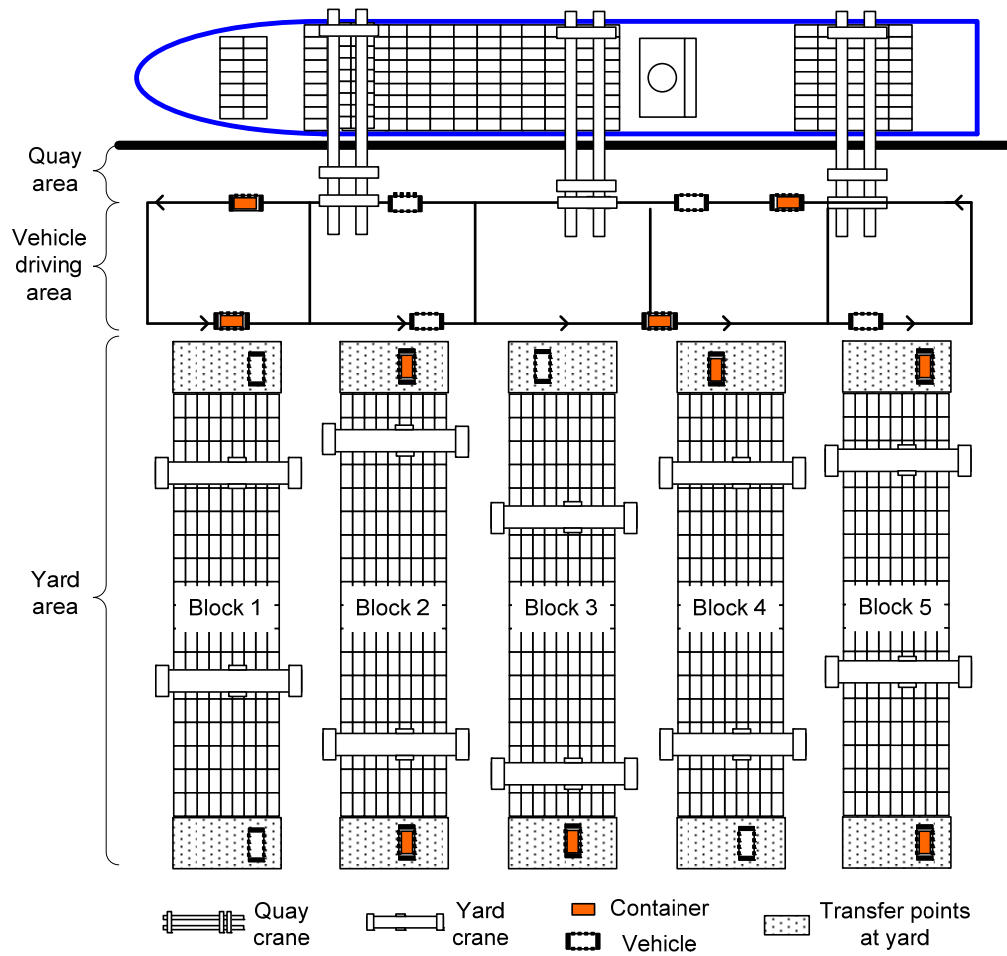 Quay
area
Vehicle
driving
area
Yard
area
Block 1
Block 2
Block 3
Block 4
Block 5
Quay
crane
Yard
crane
Container
Vehicle
Transfer points
at yard